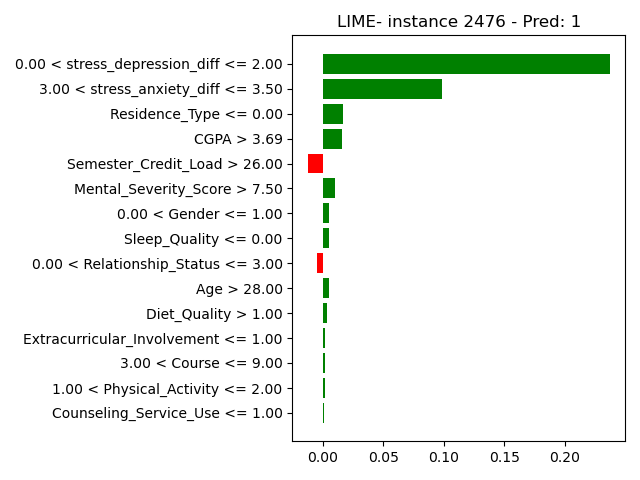 LIME- instance 2476 - Pred: 1
0.00 < stress_depression_diff <= 2.00
3.00 < stress_anxiety_diff <= 3.50
Residence_Type <= 0.00
CGPA > 3.69
Semester_Credit_Load > 26.00
Mental_Severity_Score > 7.50
0.00 < Gender <= 1.00
Sleep_Quality <= 0.00
0.00 < Relationship_Status <= 3.00
Age > 28.00
Diet_Quality > 1.00
Extracurricular_Involvement <= 1.00
3.00 < Course <= 9.00
1.00 < Physical_Activity <= 2.00
Counseling_Service_Use <= 1.00
0.00 0.05 0.10 0.15 0.20